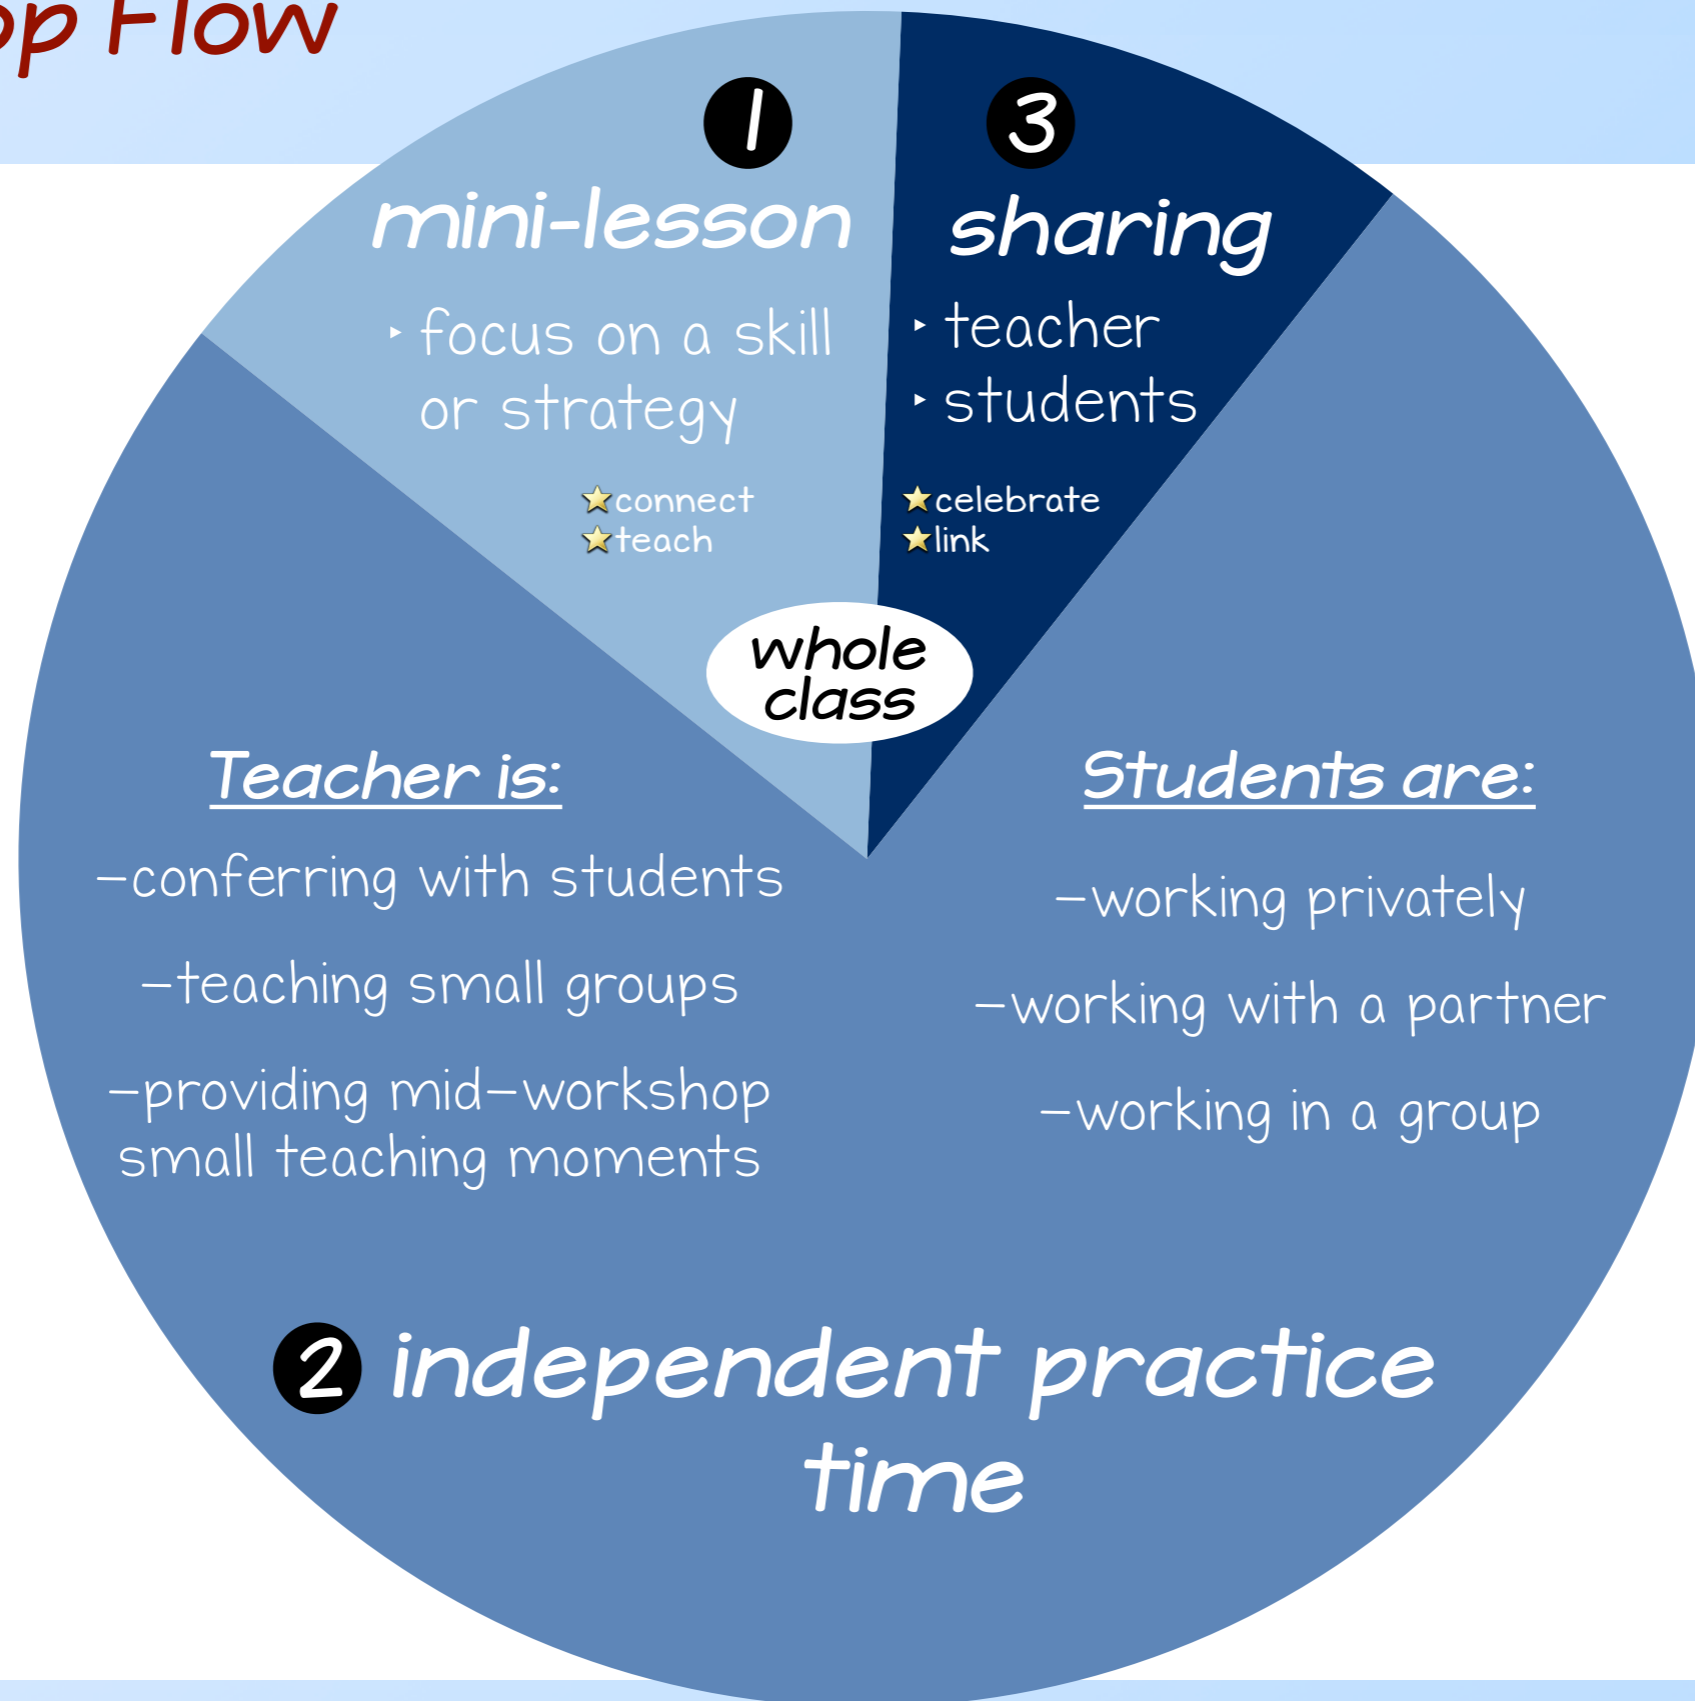 op Flow
1
mini-lesson
‣ focus on a skill
or strategy
connect
teach
3
sharing
‣ teacher
‣ students
celebrate
link
whole
class
Teacher is:
-conferring with students
-teaching small groups
-providing mid-workshop
small teaching moments
Students are:
-working privately
-working with a partner
-working in a group
2 independent practice
time